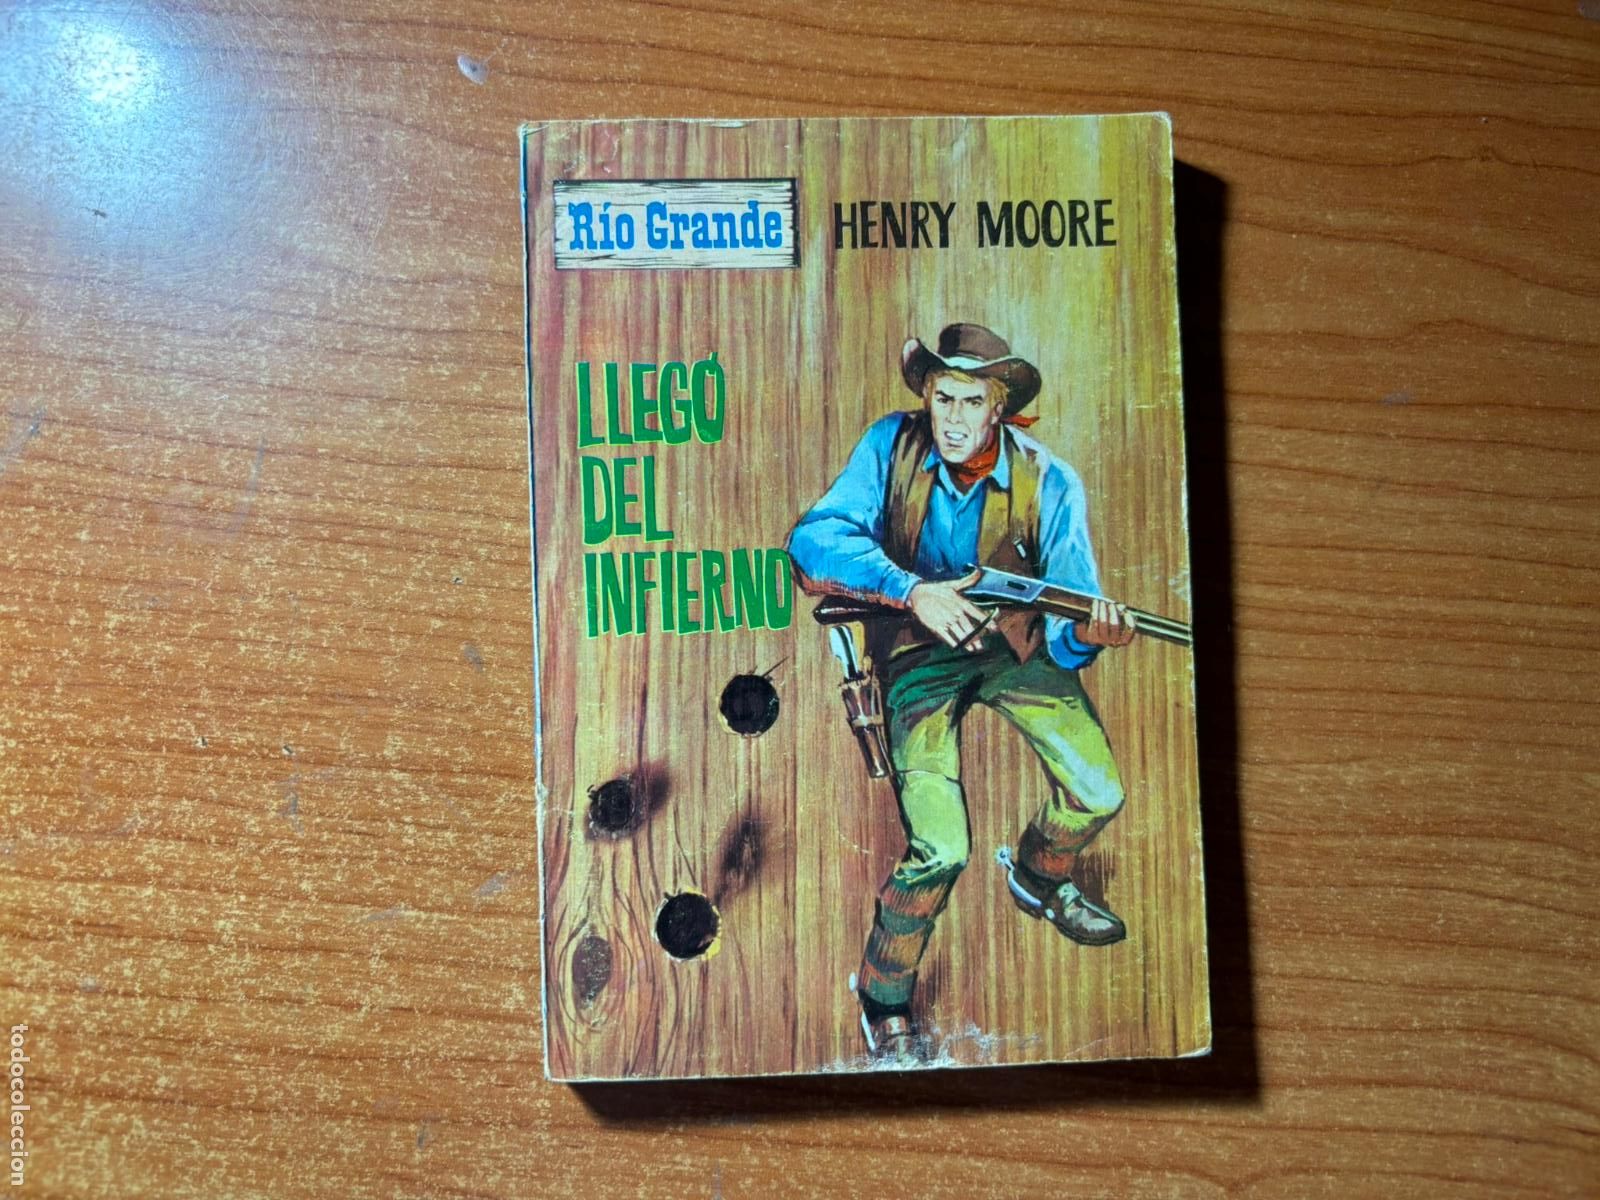 Río Grande
HENRY MOORE
LLEGÓ
DEL
INFIERNO
todocoleccion